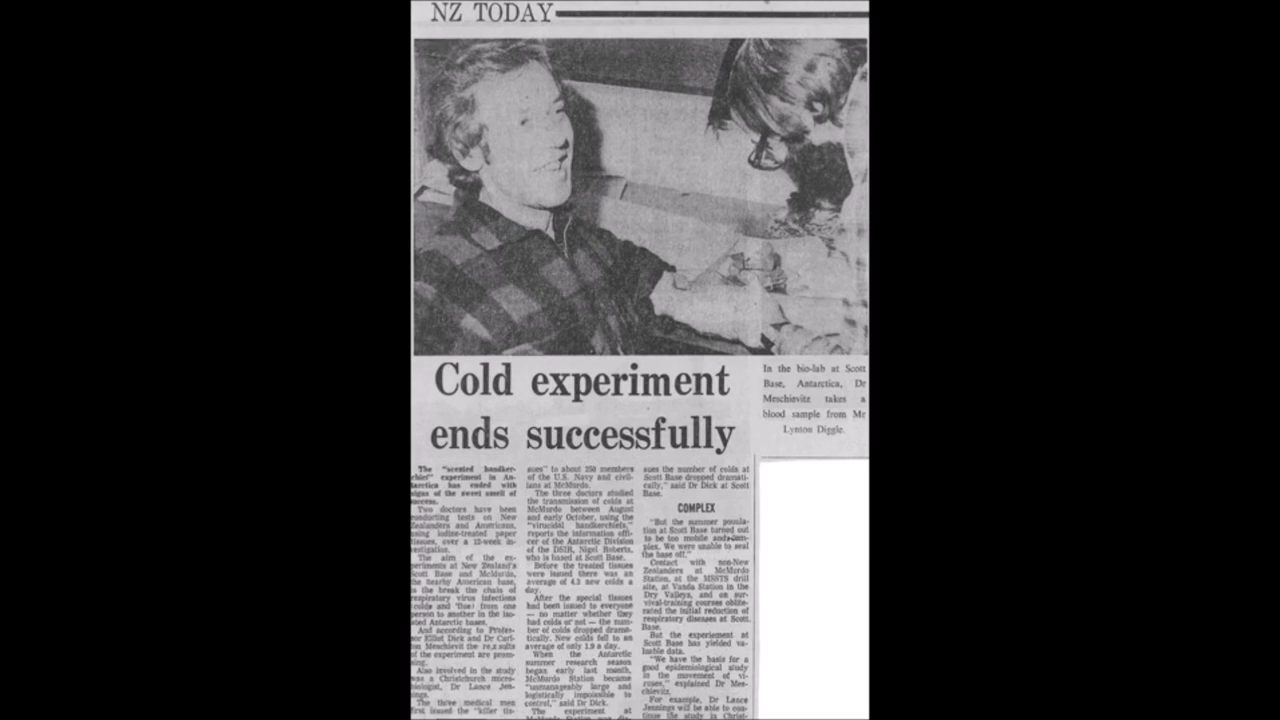 NZ TODAY
Cold experiment
ends successfully
In the bio-lab at Scott
Base, Antarctica, Dr
Meschievitz takes a
blood sample from Mr
Lynton Diggle.
The "scented handker-
chief" experiment in An-
tarctica has ended with
signs of the sweet smell of
success.
Two doctors have been
conducting tests on New
Zealanders and Americans,
using iodine-treated paper
tissues, over a 12-week in-
vestigation.
The aim of the ex-
periments at New Zealand's
Scott Base and McMurdo,
the nearby American base,
is the break the chain of
respiratory virus infections
(colds and 'flus) from one
person to another in the iso-
lated Antarctic bases.
And according to Profes-
sor Elliot Dick and Dr Carl-
ton Meschievit the
of the experiment are prom-
ising.
Also involved in the study
was a Christchurch micro-
biologist, Dr Lance Jen-
nings.
The three medical men
first issued the "killer tis-
sues" to about 250 members
of the U.S. Navy and civil-
ians at McMurdo.
The three doctors studied
the transmission of colds at
McMurdo between August
and early October, using the
"virucidal handkerchiefs,"
reports the information offi-
cer of the Antarctic Division
of the DSIR, Nigel Roberts,
who is based at Scott Base.
Before the treated tissues
were issued there was an
average of 4.3 new colds a
day.
After the special tissues
had been issued to everyone
— no matter whether they
had colds or not — the num-
ber of colds dropped drama-
tically. New colds fell to an
average of only 1.9 a day.
When the Antarctic
summer research season
began early last month,
McMurdo Station became
"unmanageably large and
logistically impossible to
control," said Dr Dick.
The experiment at
McMurdo Station was dis-
sues the number of colds at
Scott Base dropped dramati-
cally," said Dr Dick at Scott
Base.
COMPLEX
"But the summer popula-
tion at Scott Base turned out
to be too mobile and
plex. We were unable to seal
the base off."
Contact with non-New
Zealanders at McMurdo
Station, at the MSSTS drill
site, at Vanda Station in the
Dry Valleys, and on sur-
vival-training courses oblite-
rated the initial reduction of
respiratory diseases at Scott
Base.
But the experiement at
Scott Base has yielded va-
luable data.
"We have the basis for a
good epidemiological study
in the movement of vi-
ruses," explained Dr Mes-
chievitz.
For example, Dr Lance
Jennings will be able to con-
tinue the study in Christ-